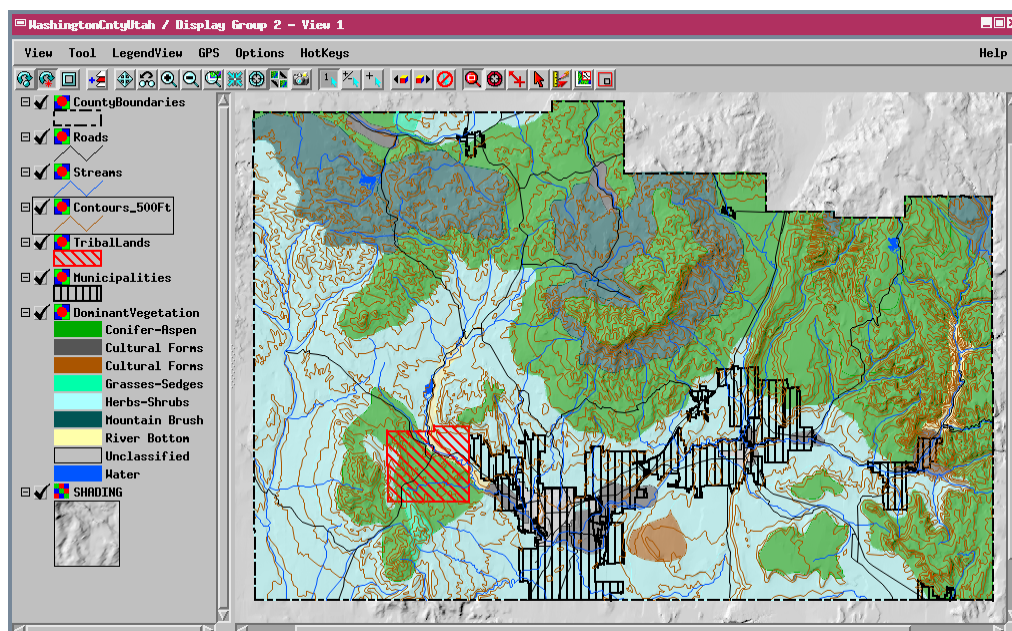 WashingtonCntyUtah / Display Group 2 - View 1
View Tool LegendView GPS Options HotKeys Help
CountyBoundaries
Roads
Streams
Contours_500Ft
TribalLands
Municipalities
DominantVegetation
Conifer-Aspen
Cultural Forms
Cultural Forms
Grasses-Sedges
Herbs-Shrubs
Mountain Brush
River Bottom
Unclassified
Water
SHADING